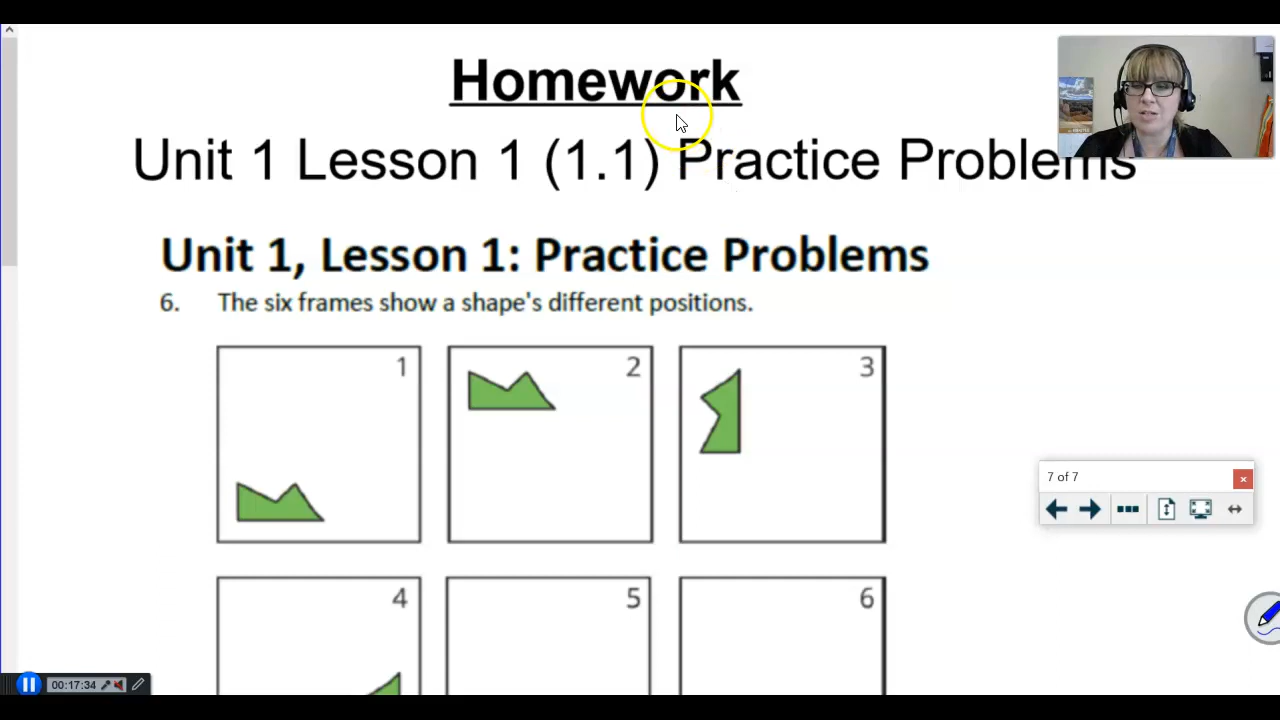 Homework
Unit 1 Lesson 1 (1.1) Practice Problems
Unit 1, Lesson 1: Practice Problems
6. The six frames show a shape's different positions.
1 2 3
7 of 7
4 5 6
00:17:34